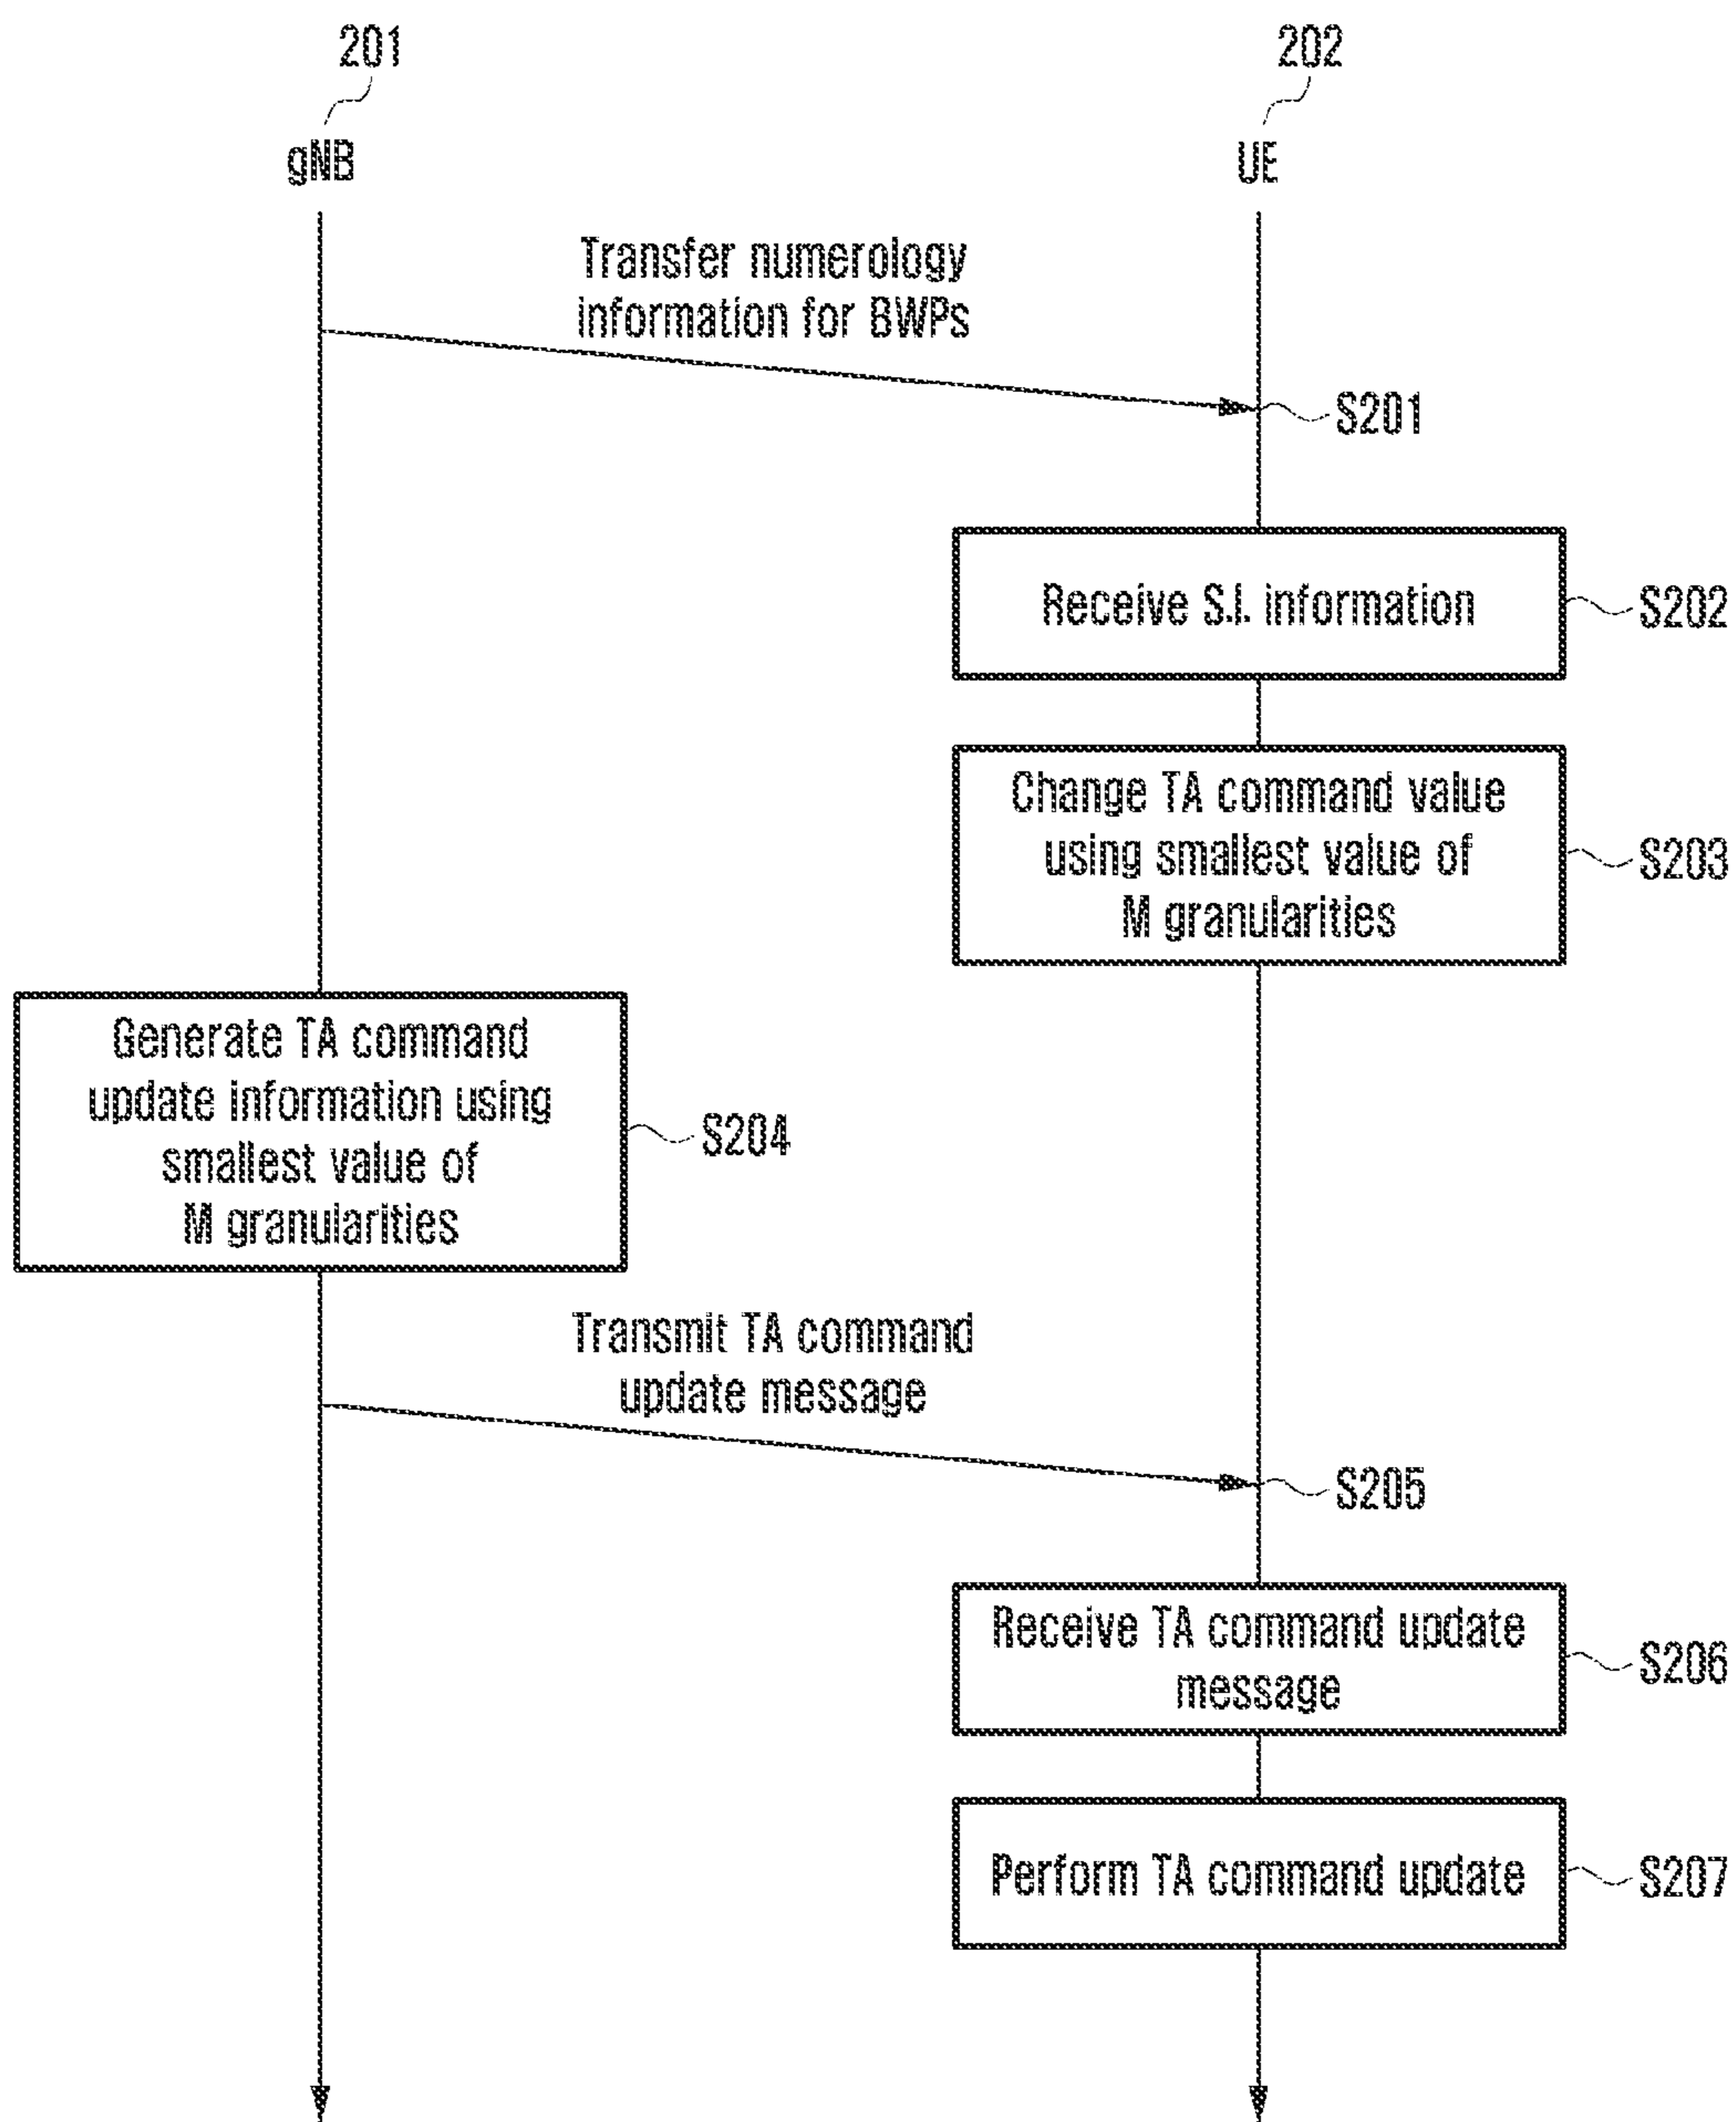 201
202
gNB
UE
Transfer numerology
information for BWPs
S201
Receive S.I. information
S202
Change TA command value
using smallest value of
M granularities
S203
Generate TA command
update information using
smallest value of
M granularities
S204
Transmit TA command
update message
S205
Receive TA command update
message
S206
Perform TA command update
S207